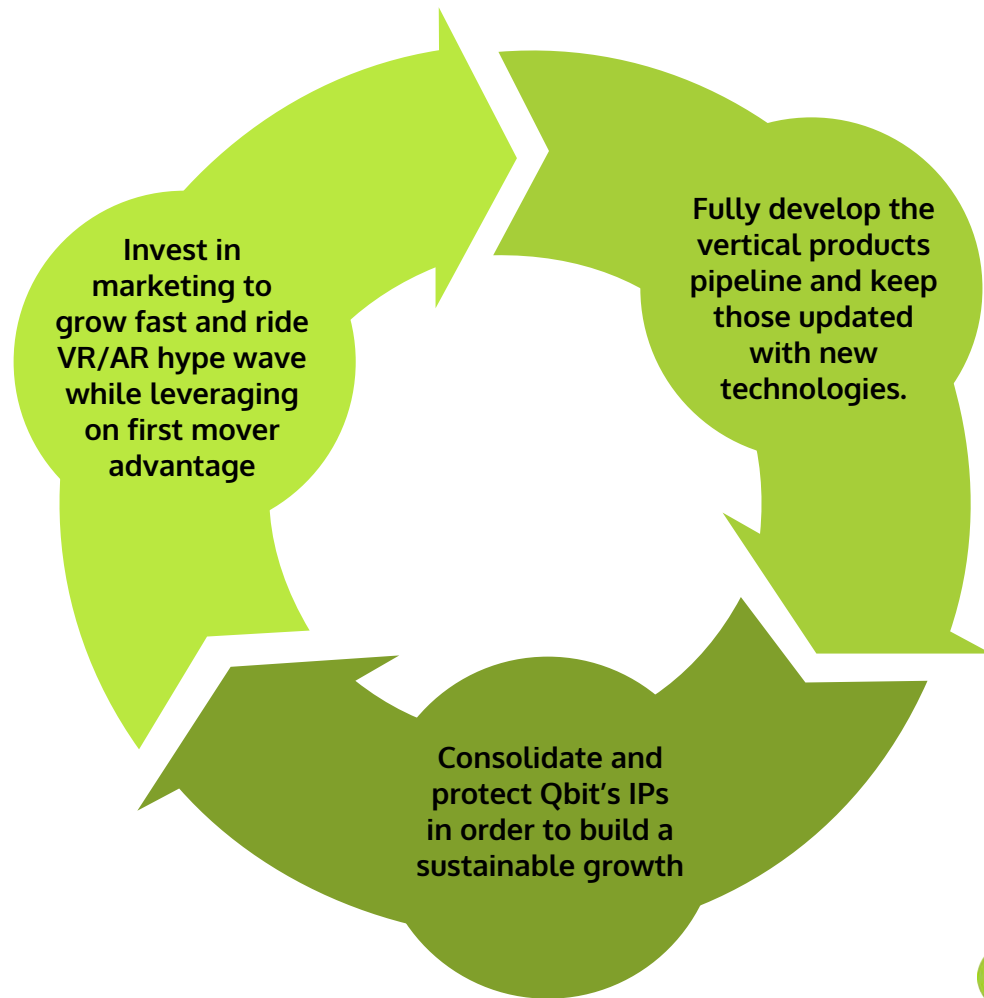 Invest in
marketing to
grow fast and ride
VR/AR hype wave
while leveraging
on first mover
advantage
Fully develop the
vertical products
pipeline and keep
those updated
with new
technologies.
Consolidate and
protect Qbit’s IPs
in order to build a
sustainable growth